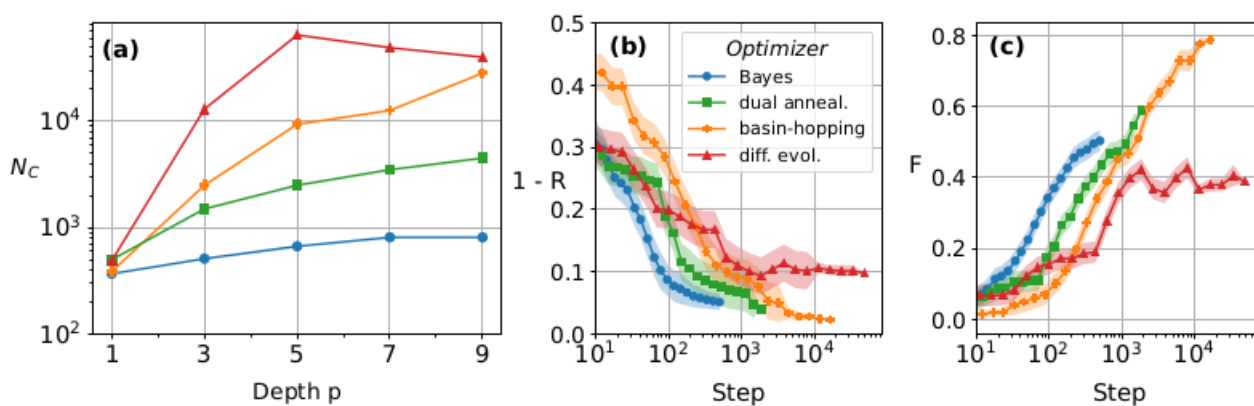 (a)
N_C
10^4
10^3
10^2
1 3 5 7 9
Depth p
(b)
1 - R
0.5
0.4
0.3
0.2
0.1
0.0
10^1 10^2 10^3 10^4
Step
Optimizer
Bayes
dual anneal.
basin-hopping
diff. evol.
(c)
F
0.8
0.6
0.4
0.2
0.0
10^1 10^2 10^3 10^4
Step